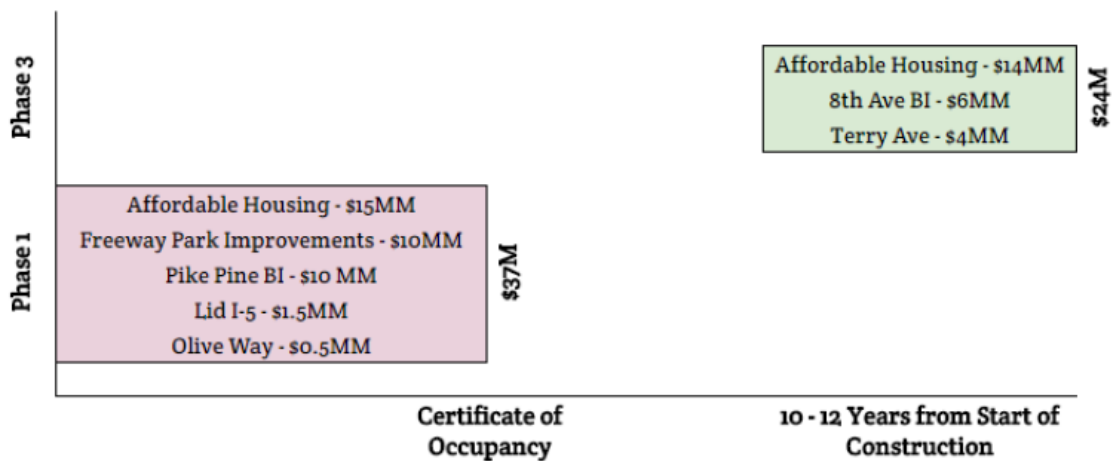 Phase 3
Affordable Housing - $14MM
8th Ave BI - $6MM
Terry Ave - $4MM
$24M
Phase 1
Affordable Housing - $15MM
Freeway Park Improvements - $10MM
Pike Pine BI - $10 MM
Lid I-5 - $1.5MM
Olive Way - $0.5MM
$37M
Certificate of
Occupancy
10 - 12 Years from Start of
Construction